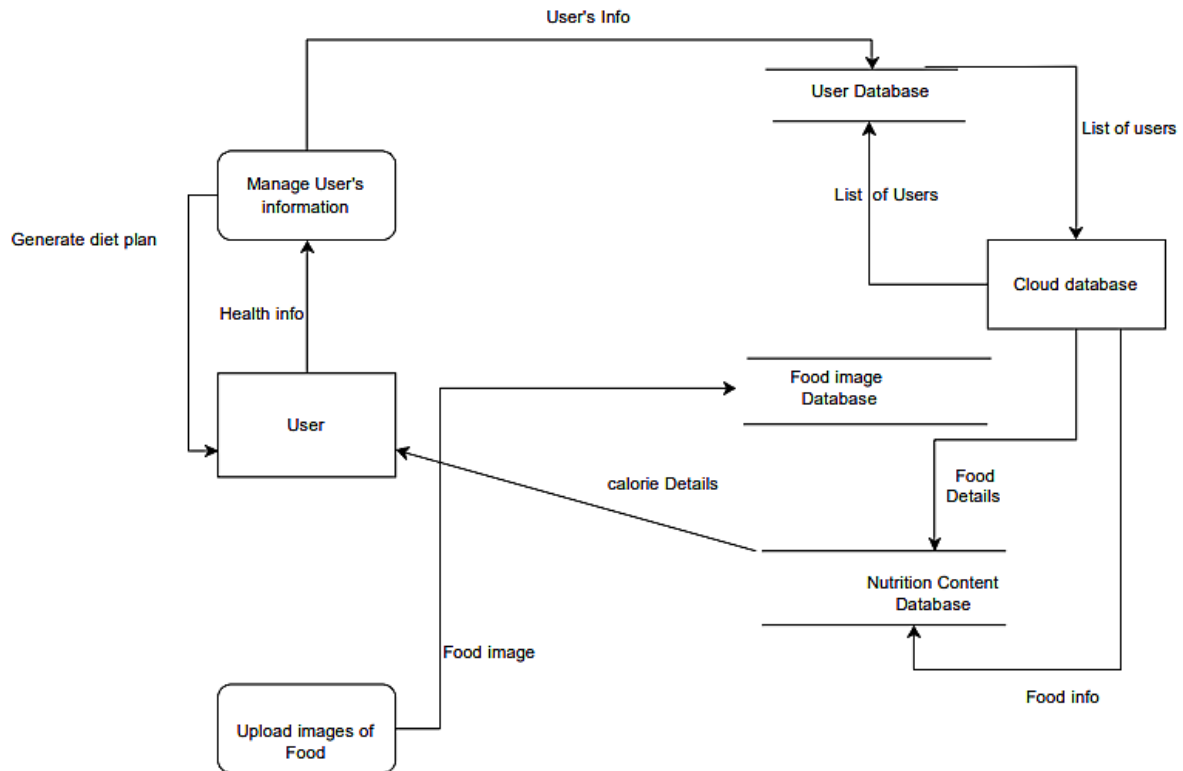 User's Info
User Database
List of users
Manage User's
information
List of Users
Generate diet plan
Cloud database
Health info
Food image
Database
User
calorie Details
Food
Details
Nutrition Content
Database
Food image
Food info
Upload images of
Food